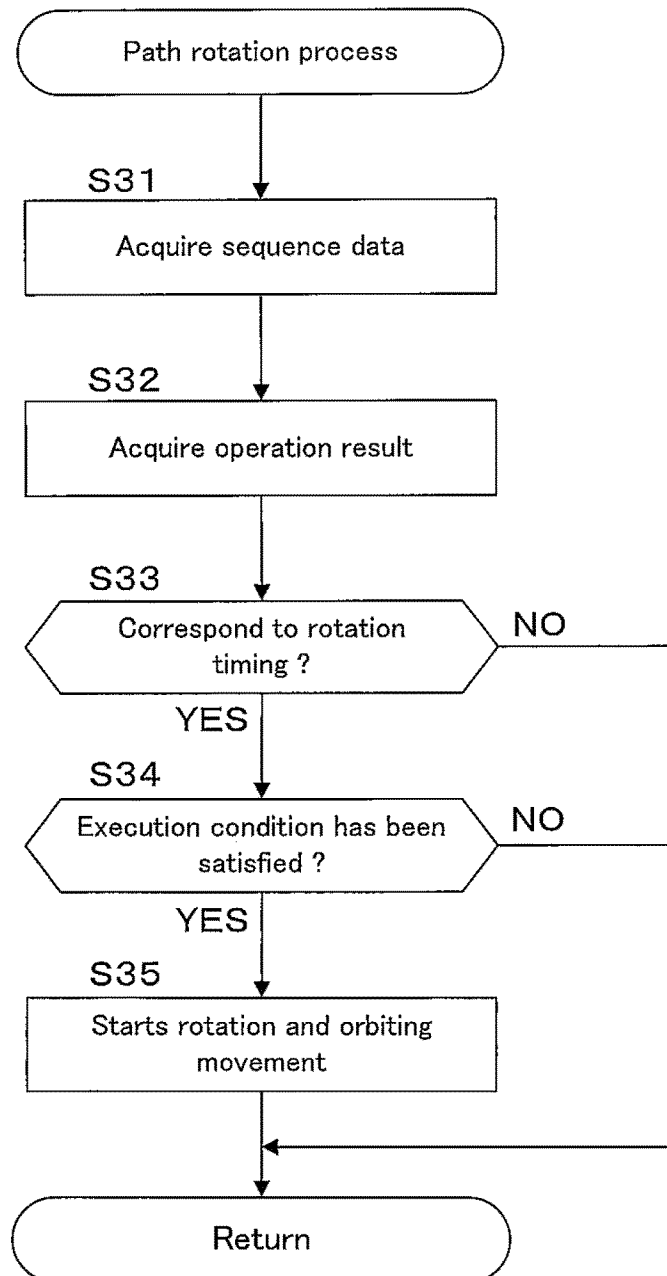 Path rotation process
S31
Acquire sequence data
S32
Acquire operation result
S33
Correspond to rotation
timing ?
NO
YES
S34
Execution condition has been
satisfied ?
NO
YES
S35
Starts rotation and orbiting
movement
Return